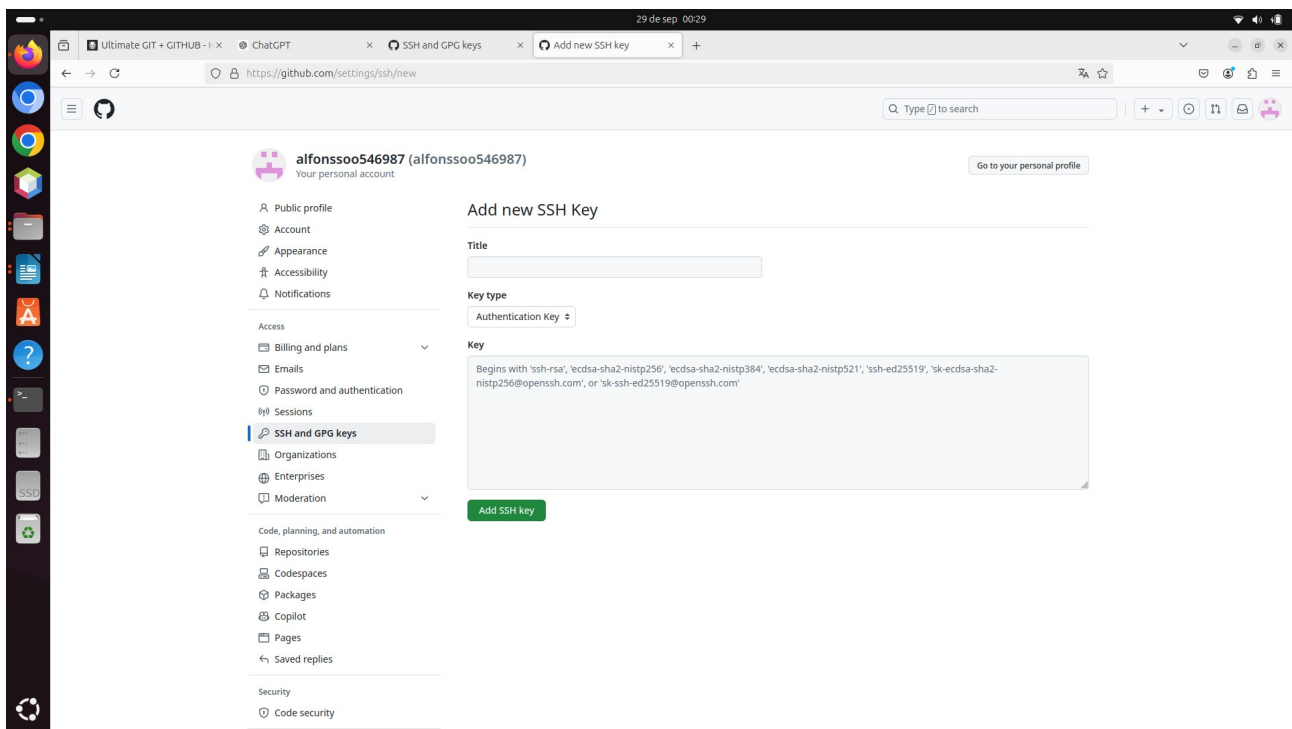 29 de sep 00:29
Ultimate GIT + GITHUB - H
ChatGPT
SSH and GPG keys
Add new SSH key
https://github.com/settings/ssh/new
Type / to search
alfonssoo546987 (alfonssoo546987)
Your personal account
Go to your personal profile
Public profile
Account
Appearance
Accessibility
Notifications
Access
Billing and plans
Emails
Password and authentication
Sessions
SSH and GPG keys
Organizations
Enterprises
Moderation
Code, planning, and automation
Repositories
Codespaces
Packages
Copilot
Pages
Saved replies
Security
Code security
Add new SSH Key
Title
Key type
Authentication Key
Key
Begins with 'ssh-rsa', 'ecdsa-sha2-nistp256', 'ecdsa-sha2-nistp384', 'ecdsa-sha2-nistp521', 'ssh-ed25519', 'sk-ecdsa-sha2-
nistp256@openssh.com', or 'sk-ssh-ed25519@openssh.com'
Add SSH key
SSD